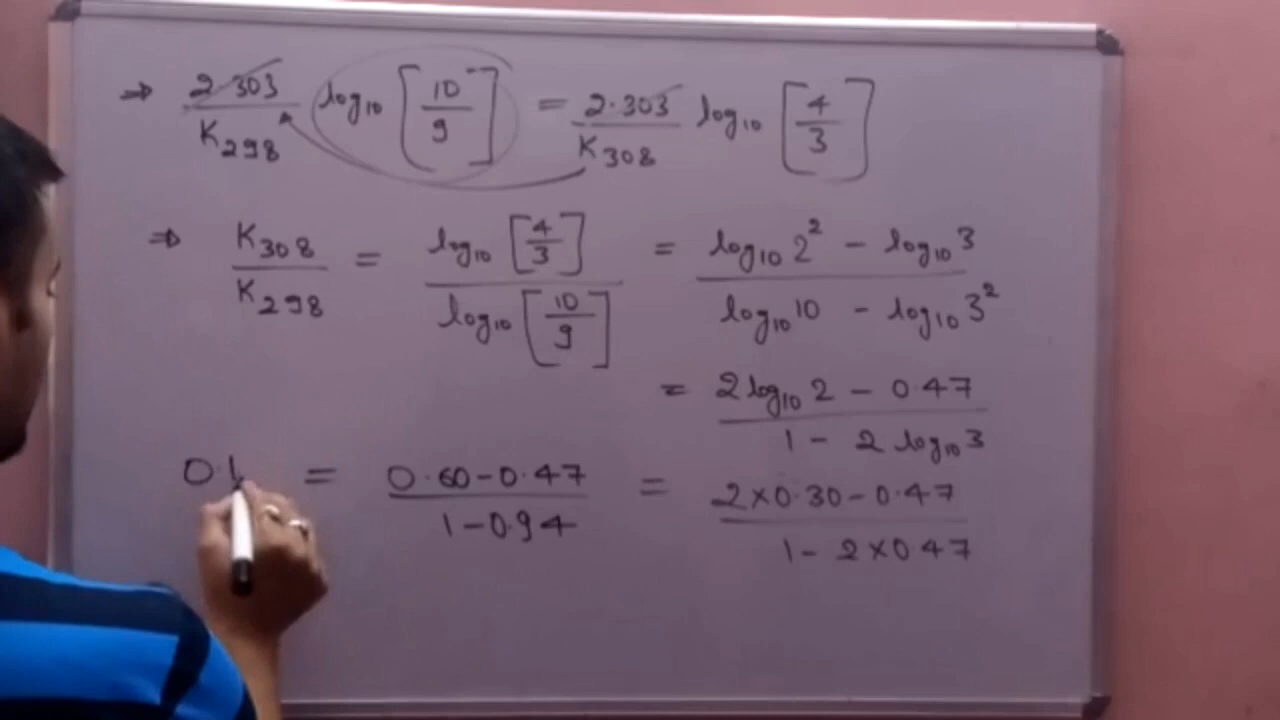 ⇒ 2.303/K₂₉₈ log₁₀ [10/9] = 2.303/K₃₀₈ log₁₀ [4/3]
⇒ K₃₀₈/K₂₉₈ = log₁₀ [4/3] / log₁₀ [10/9] = (log₁₀ 2² - log₁₀ 3) / (log₁₀ 10 - log₁₀ 3²)
= (2 log₁₀ 2 - 0.47) / (1 - 2 log₁₀ 3)
0.1 = (0.60 - 0.47) / (1 - 0.94) = (2 × 0.30 - 0.47) / (1 - 2 × 0.47)